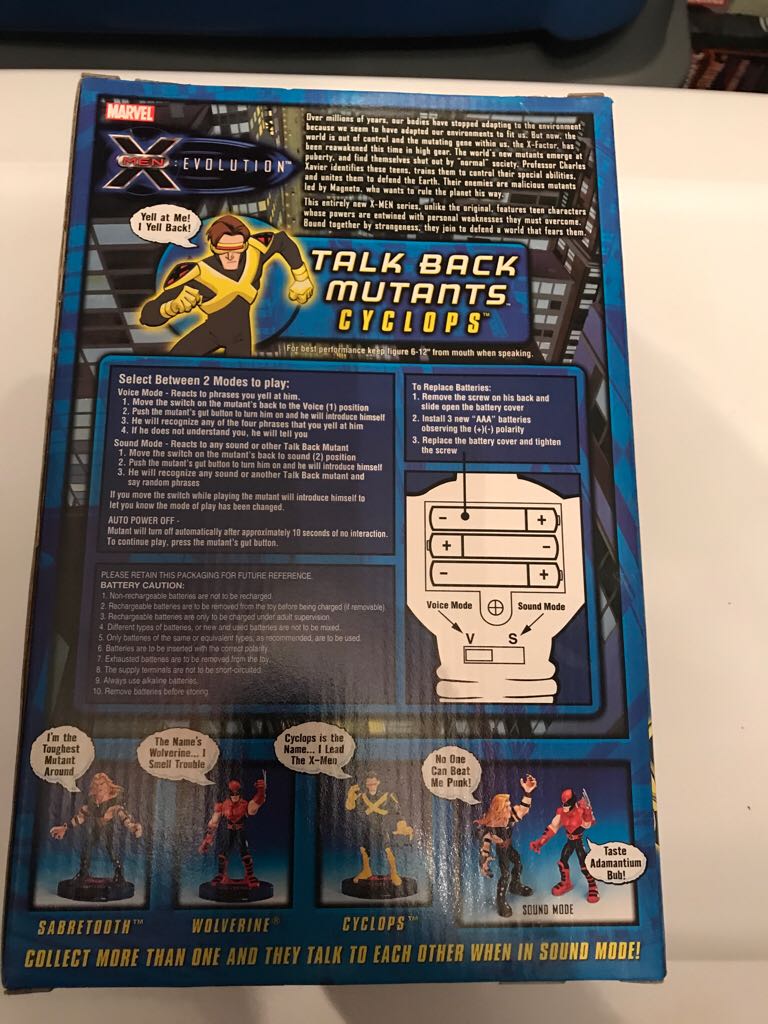 MARVEL
X MEN : EVOLUTION™
Over millions of years, our bodies have stopped adapting to the environment
because we seem to have adapted our environments to fit us. But now, the
world is out of control and the mutating gene within us, the X-Factor, has
been reawakened this time in high gear. The world's new mutants emerge at
puberty, and find themselves shut out by "normal" society. Professor Charles
Xavier identifies these teens, trains them to control their special abilities,
and unites them to defend the Earth. Their enemies are malicious mutants
led by Magneto, who wants to rule the planet his way.
This entirely new X-MEN series, unlike the original, features teen characters
whose powers are entwined with personal weaknesses they must overcome.
Bound together by strangeness, they join to defend a world that fears them.
Yell at Me!
I Yell Back!
TALK BACK
MUTANTS™
CYCLOPS™
For best performance keep figure 6-12" from mouth when speaking.
Select Between 2 Modes to play:
Voice Mode - Reacts to phrases you yell at him.
1. Move the switch on the mutant's back to the Voice (1) position
2. Push the mutant's gut button to turn him on and he will introduce himself
3. He will recognize any of the four phrases that you yell at him
4. If he does not understand you, he will tell you
Sound Mode - Reacts to any sound or other Talk Back Mutant
1. Move the switch on the mutant's back to sound (2) position
2. Push the mutant's gut button to turn him on and he will introduce himself
3. He will recognize any sound or another Talk Back mutant and
say random phrases
If you move the switch while playing the mutant will introduce himself to
let you know the mode of play has been changed.
AUTO POWER OFF -
Mutant will turn off automatically after approximately 10 seconds of no interaction.
To continue play, press the mutant's gut button.
To Replace Batteries:
1. Remove the screw on his back and
slide open the battery cover
2. Install 3 new "AAA" batteries
observing the (+)(-) polarity
3. Replace the battery cover and tighten
the screw
- +
+ -
- +
Voice Mode Sound Mode
V S
PLEASE RETAIN THIS PACKAGING FOR FUTURE REFERENCE.
BATTERY CAUTION:
1. Non-rechargeable batteries are not to be recharged.
2. Rechargeable batteries are to be removed from the toy before being charged (if removable)
3. Rechargeable batteries are only to be charged under adult supervision.
4. Different types of batteries, or new and used batteries are not to be mixed.
5. Only batteries of the same or equivalent types, as recommended, are to be used.
6. Batteries are to be inserted with the correct polarity.
7. Exhausted batteries are to be removed from the toy.
8. The supply terminals are not to be short-circuited.
9. Always use alkaline batteries.
10. Remove batteries before storing.
I'm the
Toughest
Mutant
Around
The Name's
Wolverine... I
Smell Trouble
Cyclops is the
Name... I Lead
The X-Men
No One
Can Beat
Me Punk!
Taste
Adamantium
Bub!
SOUND MODE
SABRETOOTH™ WOLVERINE® CYCLOPS™
COLLECT MORE THAN ONE AND THEY TALK TO EACH OTHER WHEN IN SOUND MODE!